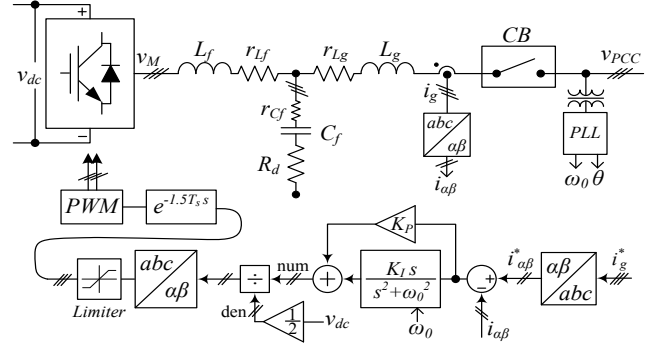 v_dc
+
−
v_M
L_f
r_Lf
r_Lg
L_g
CB
v_PCC
i_g
r_Cf
C_f
R_d
abc
αβ
i_αβ
PLL
ω_0 θ
PWM
e^{-1.5T_s s}
K_P
abc
αβ
Limiter
÷
num
den
1/2
v_dc
+
K_I s
s^2+ω_0^2
ω_0
− +
i_αβ
i*_αβ
αβ
abc
i*_g